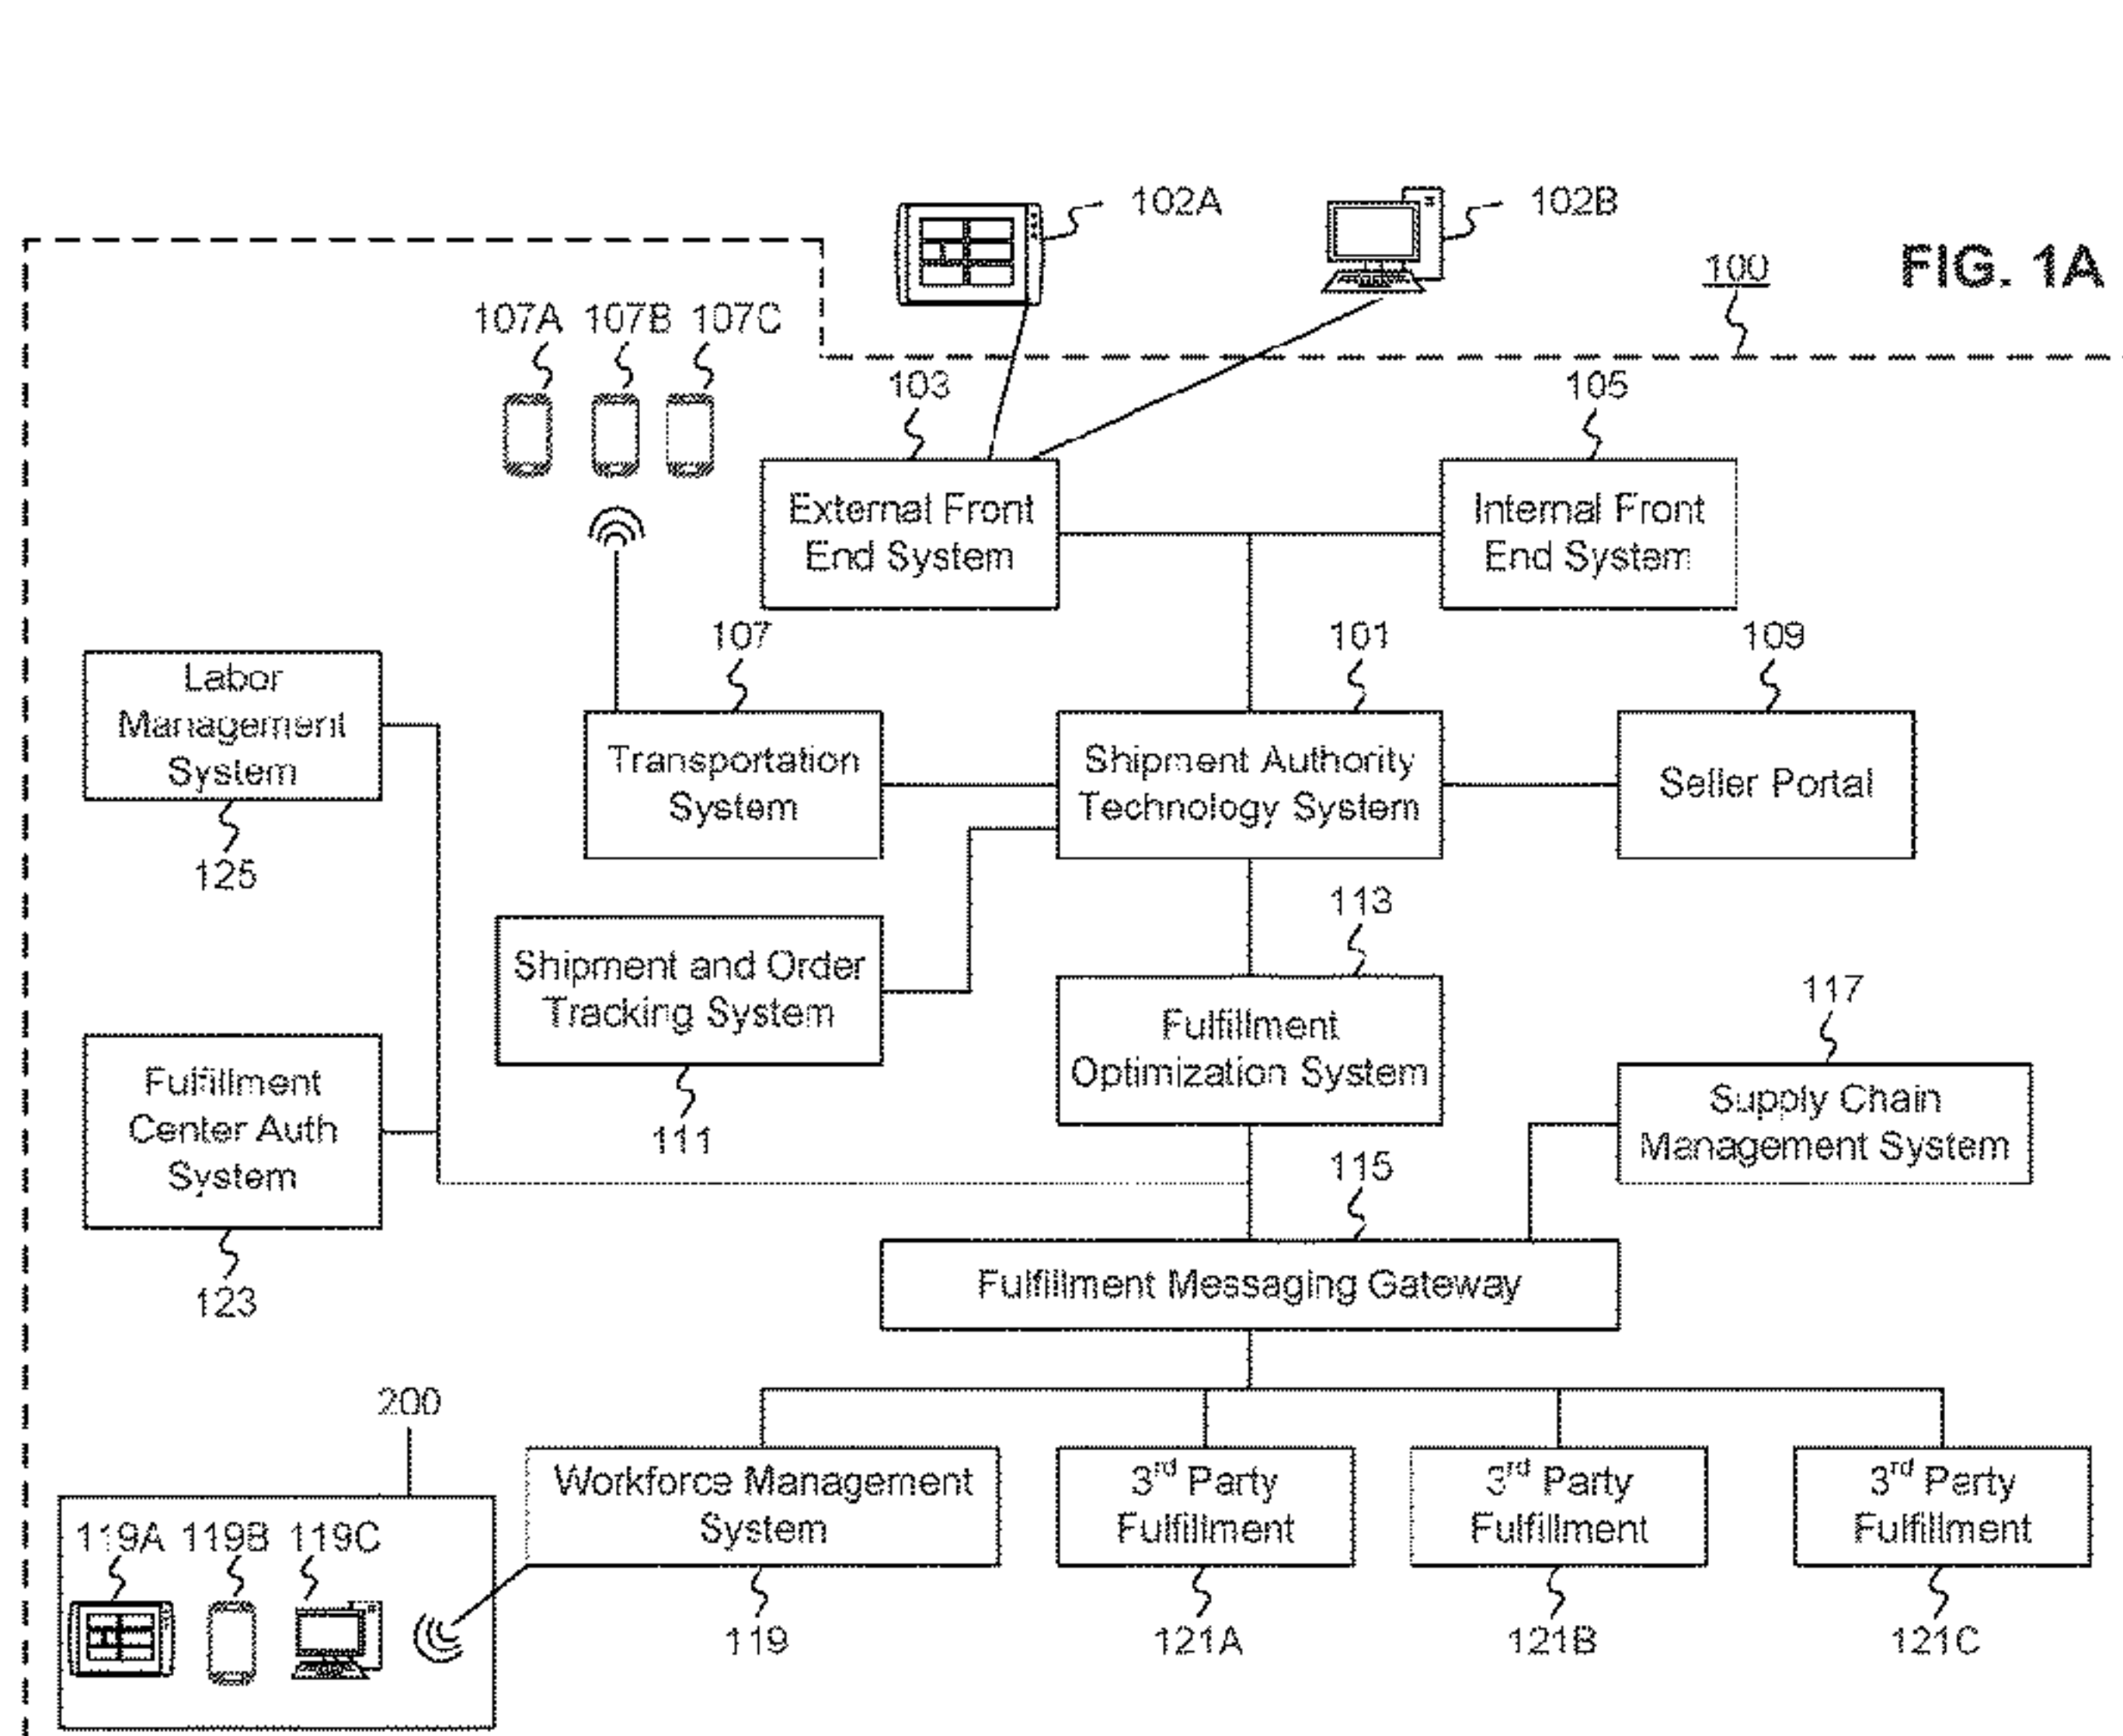 102A
102B
100
FIG. 1A
107A 107B 107C
103
105
External Front
End System
Internal Front
End System
107
101
109
Labor
Management
System
125
Transportation
System
Shipment Authority
Technology System
Seller Portal
113
Shipment and Order
Tracking System
111
Fulfillment
Optimization System
117
Fulfillment
Center Auth
System
123
Supply Chain
Management System
115
Fulfillment Messaging Gateway
200
119A 119B 119C
Workforce Management
System
119
3rd Party
Fulfillment
121A
3rd Party
Fulfillment
121B
3rd Party
Fulfillment
121C